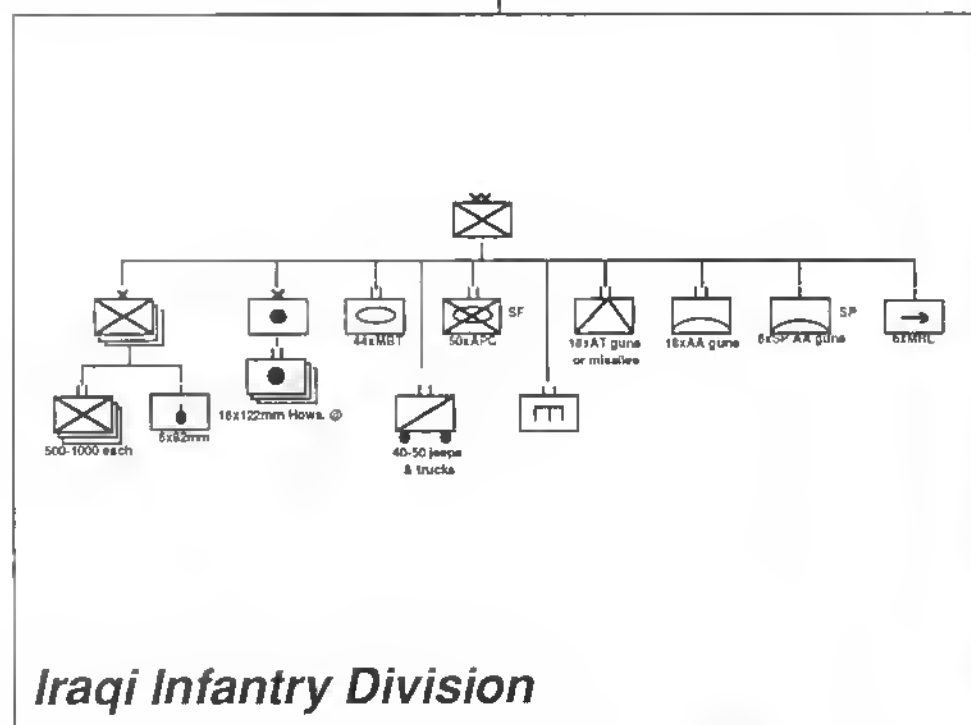 SF
SP
44xMBT
50xAPC
18xAT guns
or missiles
18xAA guns
6xSP AA guns
6xMRL
500-1000 each
6x82mm
18x122mm Hows. @
40-50 jeeps
& trucks
Iraqi Infantry Division